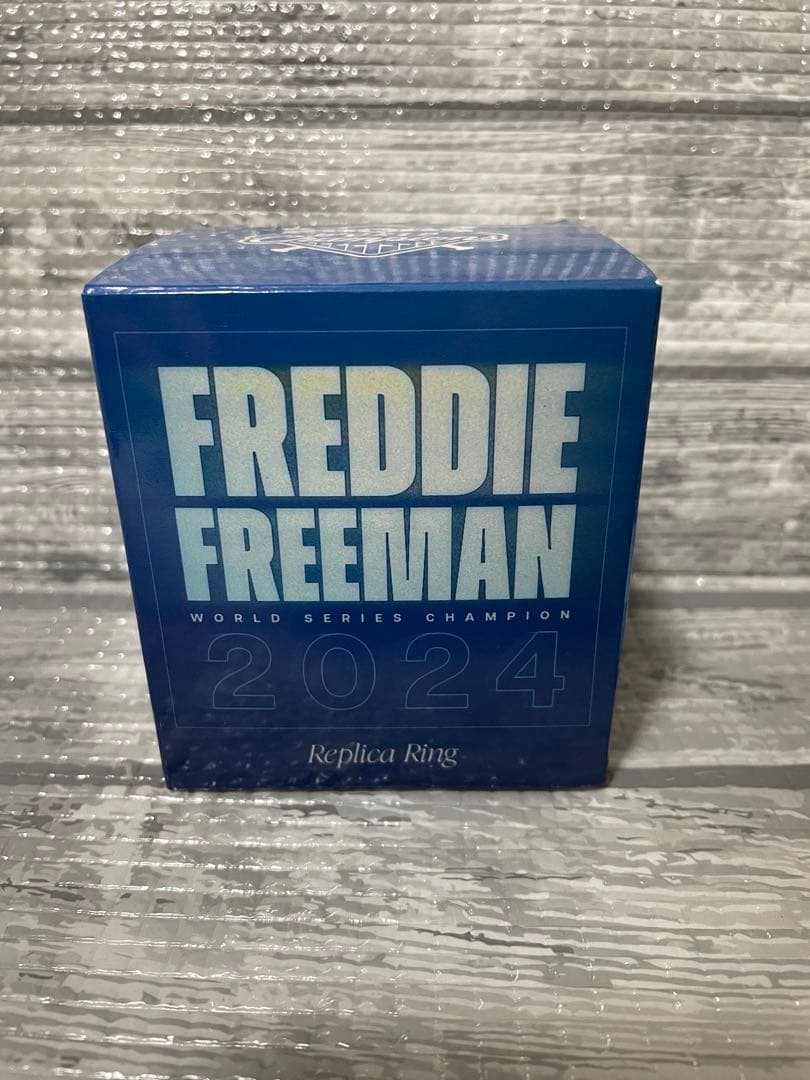 FREDDIE
FREEMAN
WORLD SERIES CHAMPION
2024
Replica Ring